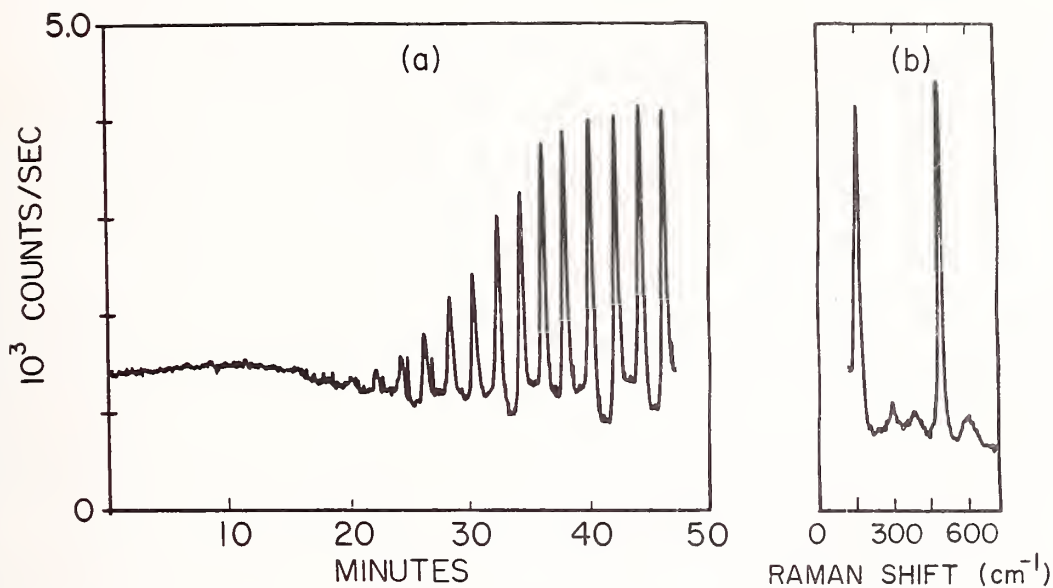 5.0
(a)
10³ COUNTS/SEC
0
10 20 30 40 50
MINUTES
(b)
0 300 600
RAMAN SHIFT (cm⁻¹)